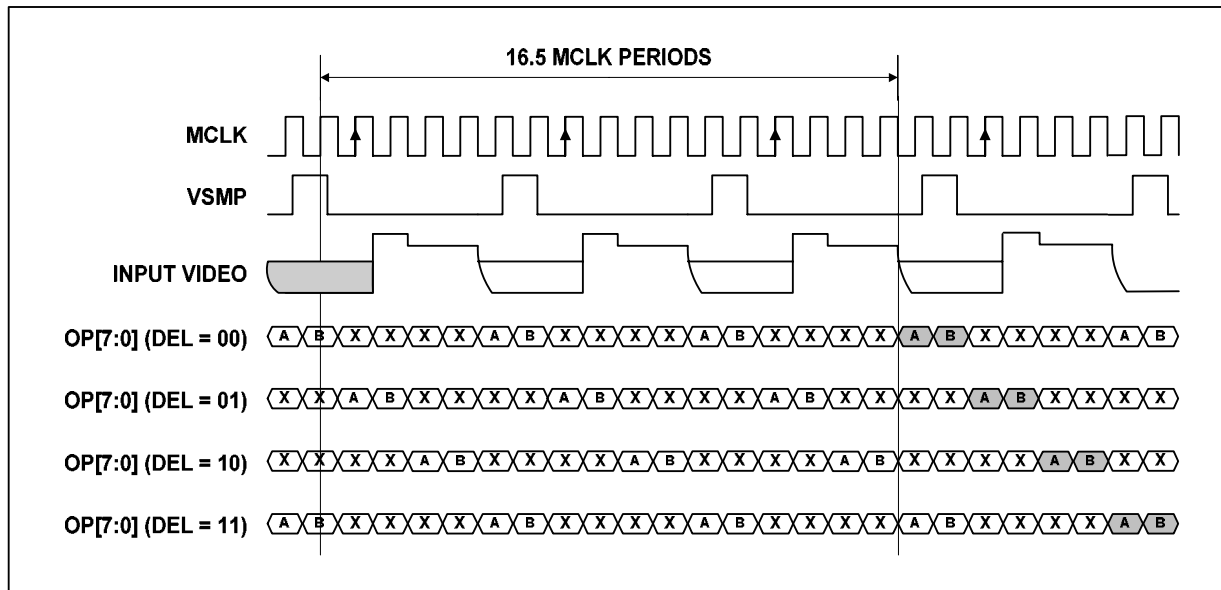 16.5 MCLK PERIODS
MCLK
VSMP
INPUT VIDEO
OP[7:0] (DEL = 00) A B X X X X A B X X X X A B X X X X A B X X X X A B
OP[7:0] (DEL = 01) X X A B X X X X A B X X X X A B X X X X A B X X X X
OP[7:0] (DEL = 10) X X X X A B X X X X A B X X X X A B X X X X A B X X
OP[7:0] (DEL = 11) A B X X X X A B X X X X A B X X X X A B X X X X A B